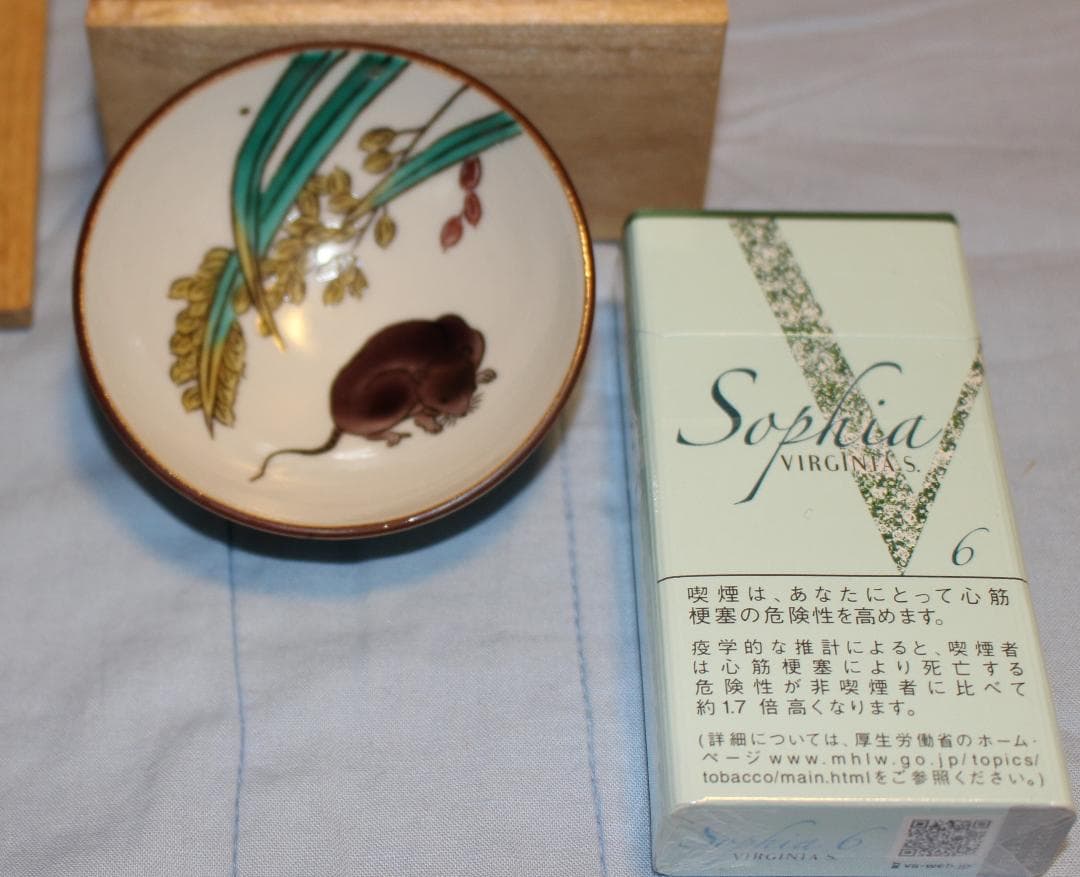 Sophia
VIRGINIA S.
6
喫煙は、あなたにとって心筋
梗塞の危険性を高めます。
疫学的な推計によると、喫煙者
は心筋梗塞により死亡する
危険性が非喫煙者に比べて
約1.7 倍高くなります。
(詳細については、厚生労働省のホーム・
ページ www.mhlw.go.jp/topics/
tobacco/main.htmlをご参照ください。)
Sophia 6
VIRGINIA S.